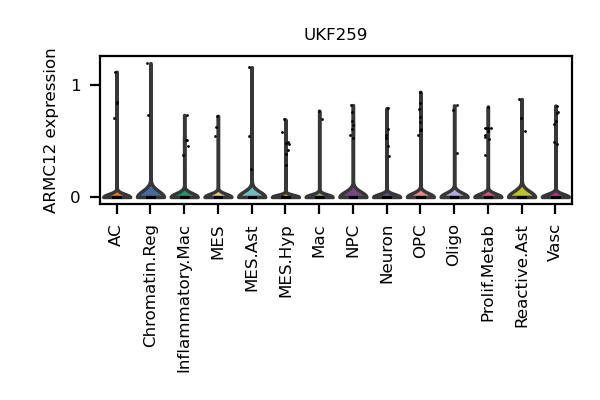 UKF259
ARMC12 expression
1
0
AC
Chromatin.Reg
Inflammatory.Mac
MES
MES.Ast
MES.Hyp
Mac
NPC
Neuron
OPC
Oligo
Prolif.Metab
Reactive.Ast
Vasc